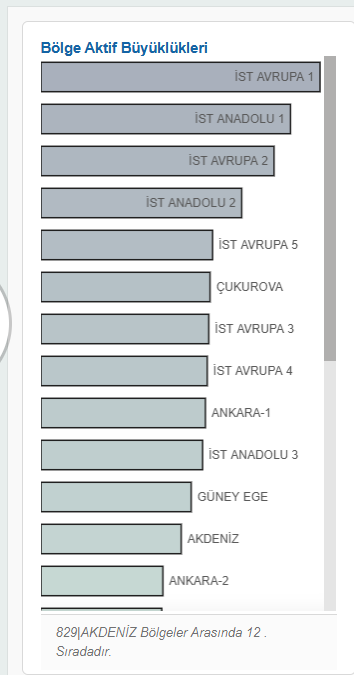 Bölge Aktif Büyüklükleri
İST AVRUPA 1
İST ANADOLU 1
İST AVRUPA 2
İST ANADOLU 2
İST AVRUPA 5
ÇUKUROVA
İST AVRUPA 3
İST AVRUPA 4
ANKARA-1
İST ANADOLU 3
GÜNEY EGE
AKDENİZ
ANKARA-2
829|AKDENİZ Bölgeler Arasında 12 .
Sıradadır.